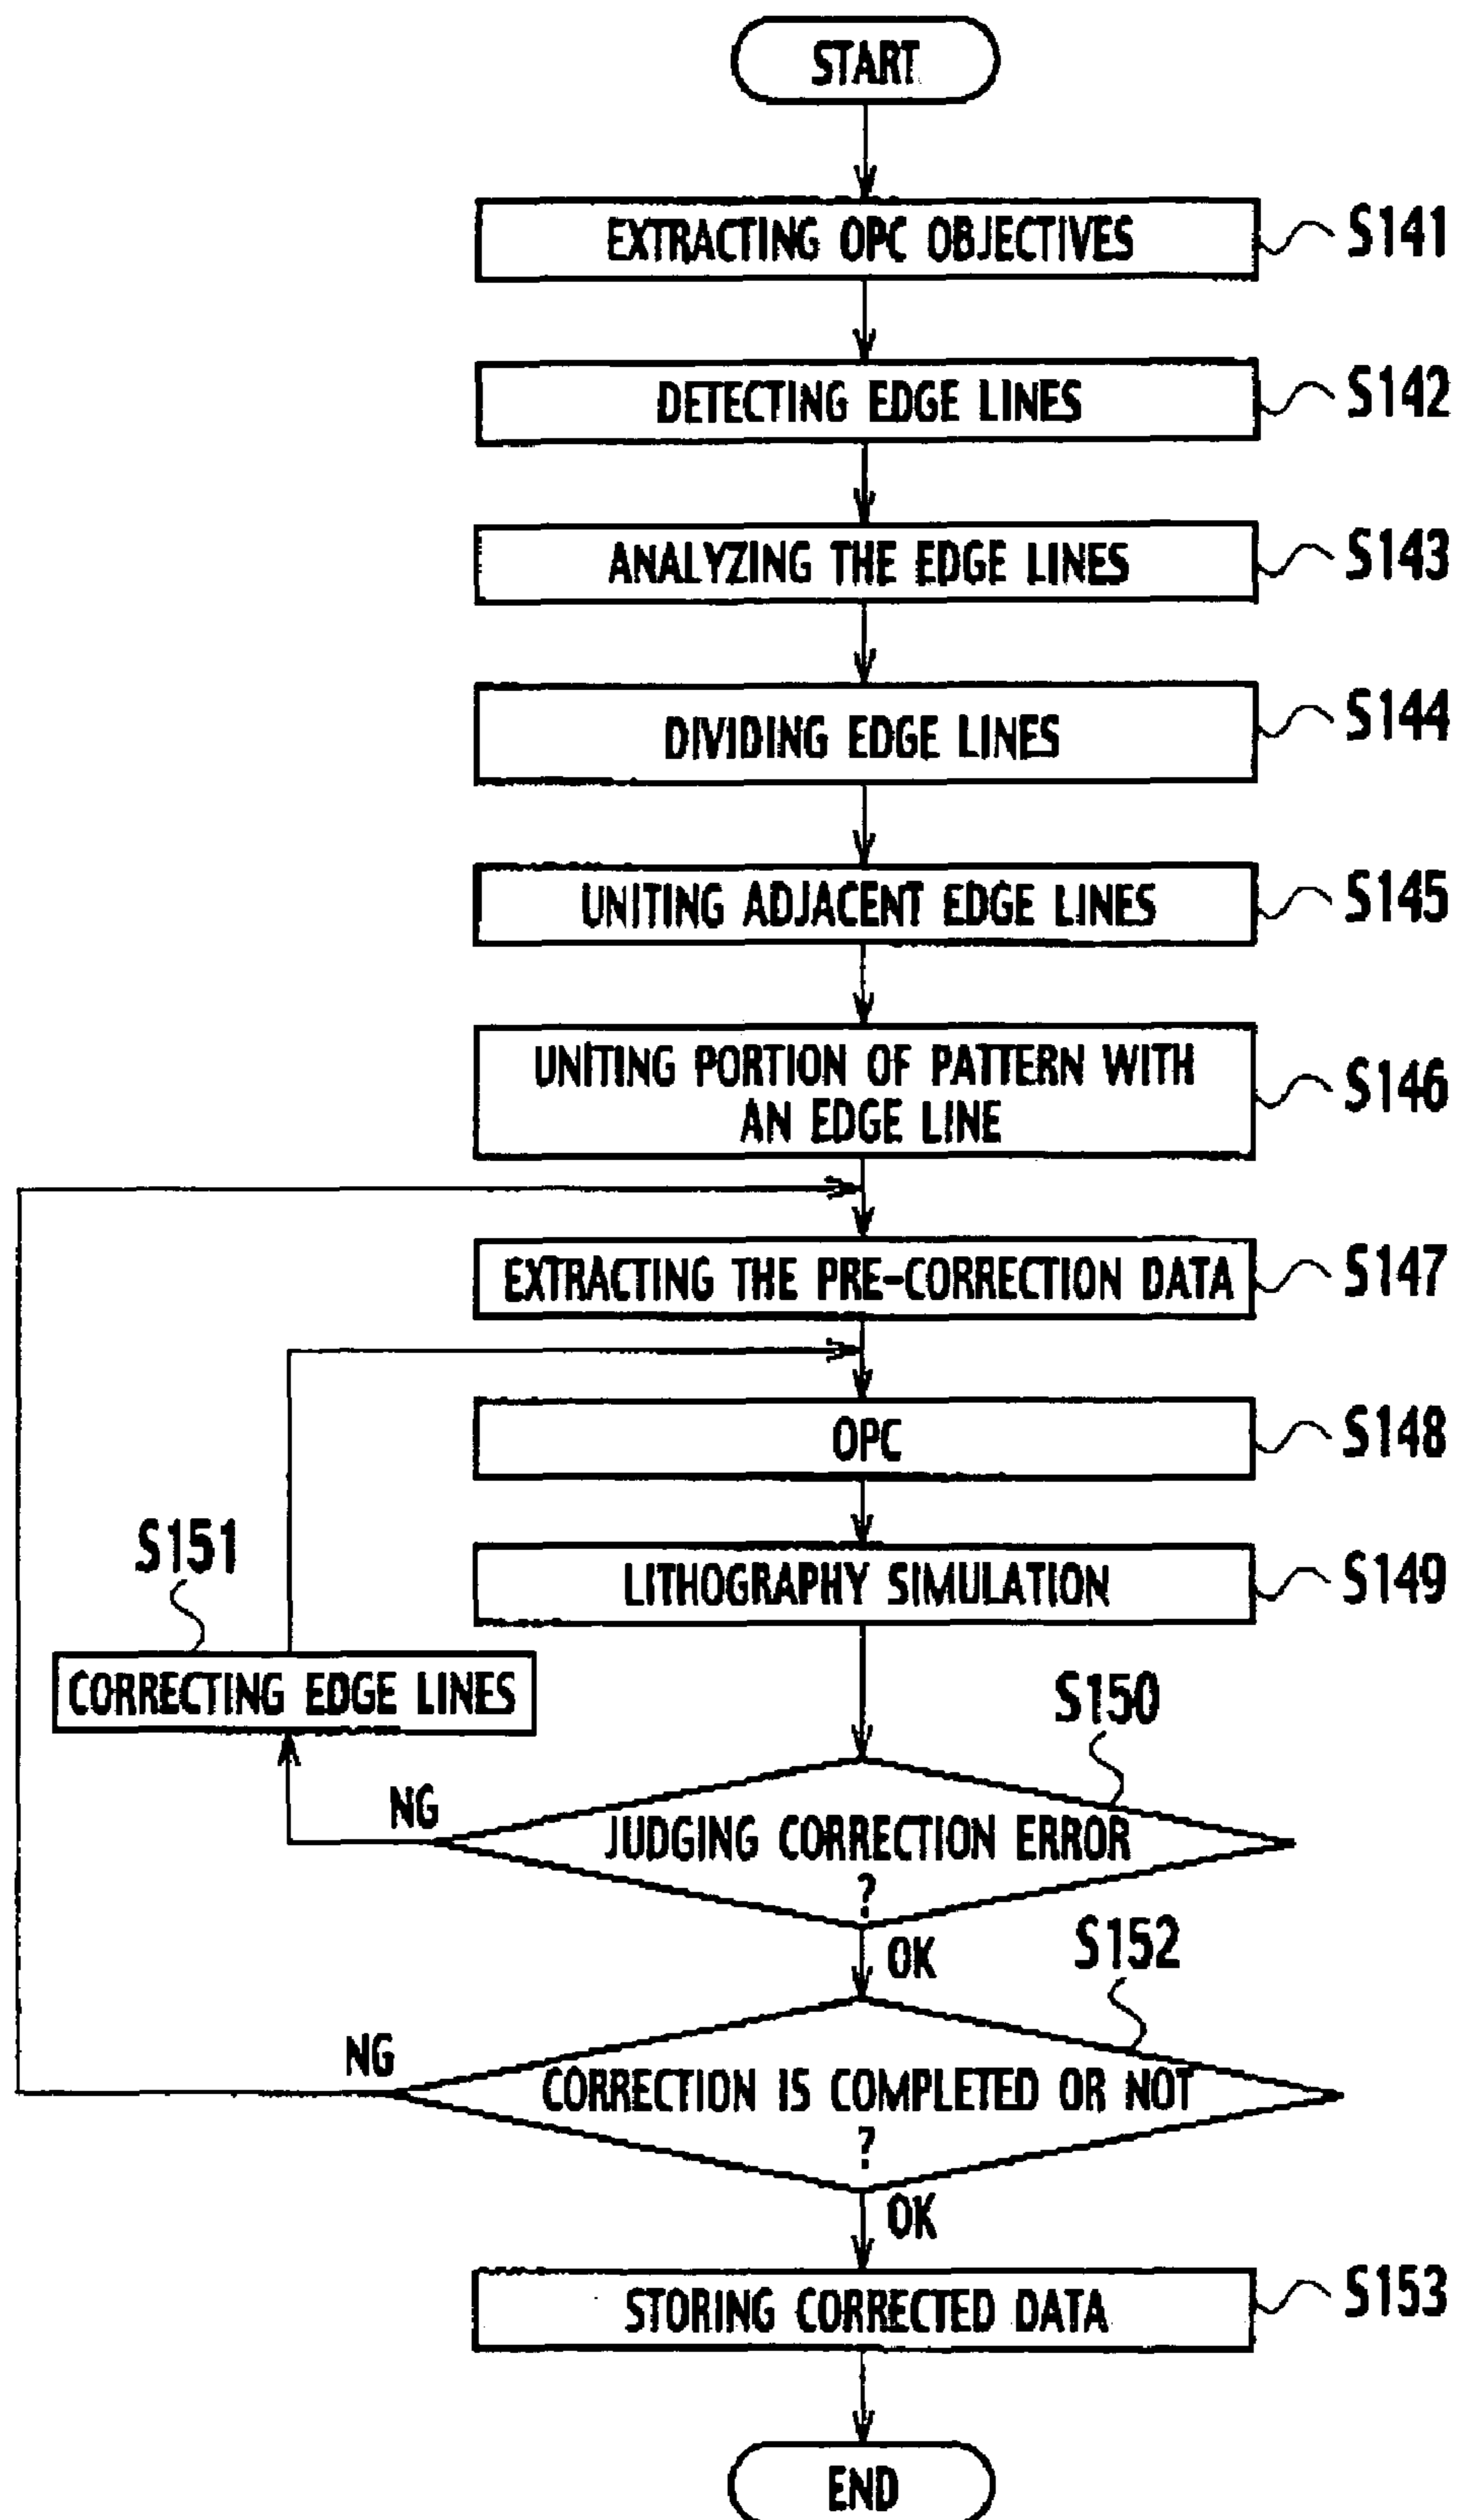 START
EXTRACTING OPC OBJECTIVES
S141
DETECTING EDGE LINES
S142
ANALYZING THE EDGE LINES
S143
DIVIDING EDGE LINES
S144
UNITING ADJACENT EDGE LINES
S145
UNITING PORTION OF PATTERN WITH
AN EDGE LINE
S146
EXTRACTING THE PRE-CORRECTION DATA
S147
OPC
S148
LITHOGRAPHY SIMULATION
S149
S151
CORRECTING EDGE LINES
S150
NG
JUDGING CORRECTION ERROR
?
OK
S152
NG
CORRECTION IS COMPLETED OR NOT
?
OK
STORING CORRECTED DATA
S153
END